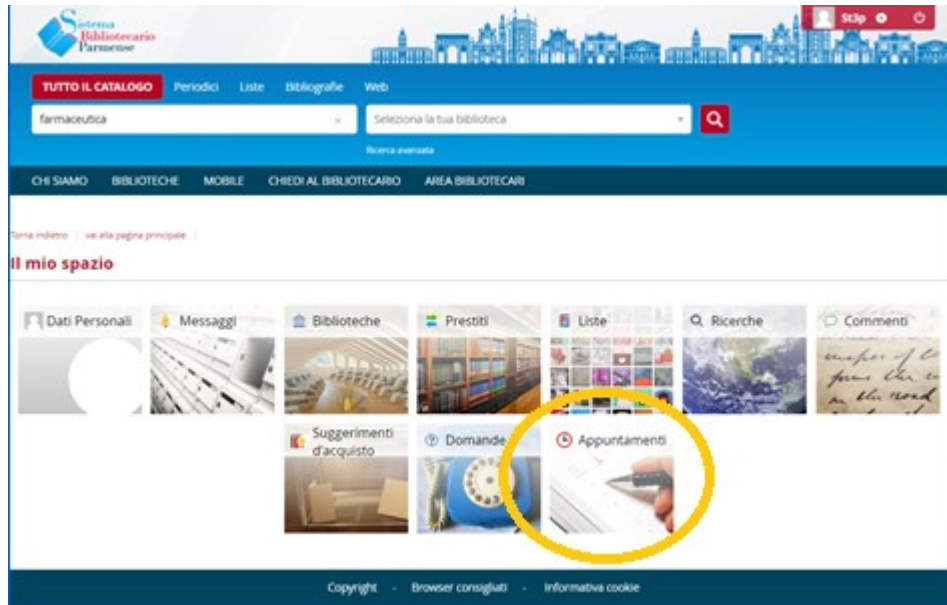 Sistema
Bibliotecario
Parmense
St3p
TUTTO IL CATALOGO Periodici Liste Bibliografie Web
farmaceutica × Seleziona la tua biblioteca
Ricerca avanzata
CHI SIAMO BIBLIOTECHE MOBILE CHIEDI AL BIBLIOTECARIO AREA BIBLIOTECARI
Torna indietro | vai alla pagina principale |
Il mio spazio
Dati Personali Messaggi Biblioteche Prestiti Liste Ricerche Commenti
Suggerimenti
d'acquisto Domande Appuntamenti
Copyright - Browser consigliati - Informativa cookie